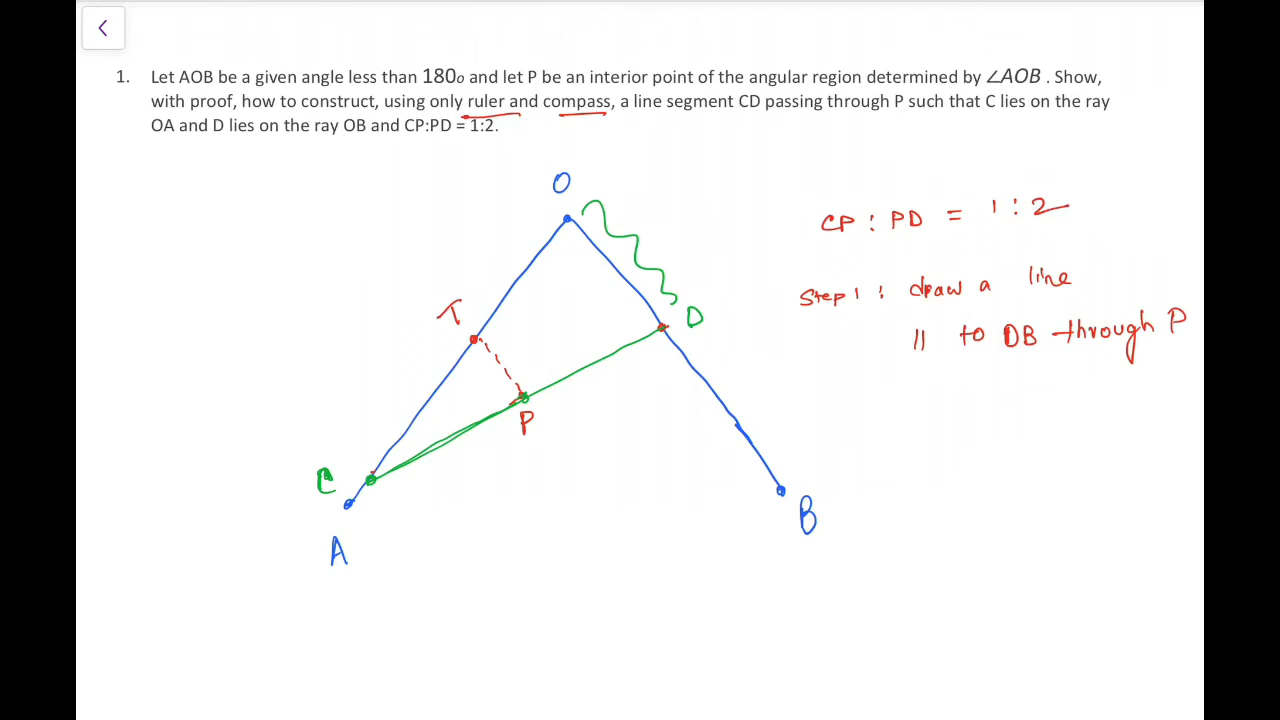 1. Let AOB be a given angle less than 180o and let P be an interior point of the angular region determined by ∠AOB . Show,
with proof, how to construct, using only ruler and compass, a line segment CD passing through P such that C lies on the ray
OA and D lies on the ray OB and CP:PD = 1:2.
O
CP : PD = 1:2
Step 1 : draw a line
|| to OB through P
T
D
P
C
B
A